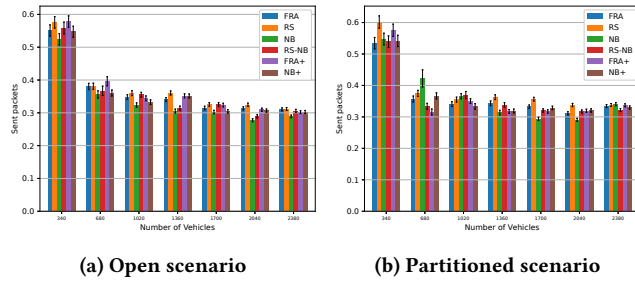 0.6
0.5
0.4
0.3
0.2
0.1
0.0
Sent packets
340 680 1020 1360 1700 2040 2380
Number of Vehicles
FRA
RS
NB
RS-NB
FRA+
NB+
(a) Open scenario
0.6
0.5
0.4
0.3
0.2
0.1
0.0
Sent packets
340 680 1020 1360 1700 2040 2380
Number of Vehicles
FRA
RS
NB
RS-NB
FRA+
NB+
(b) Partitioned scenario